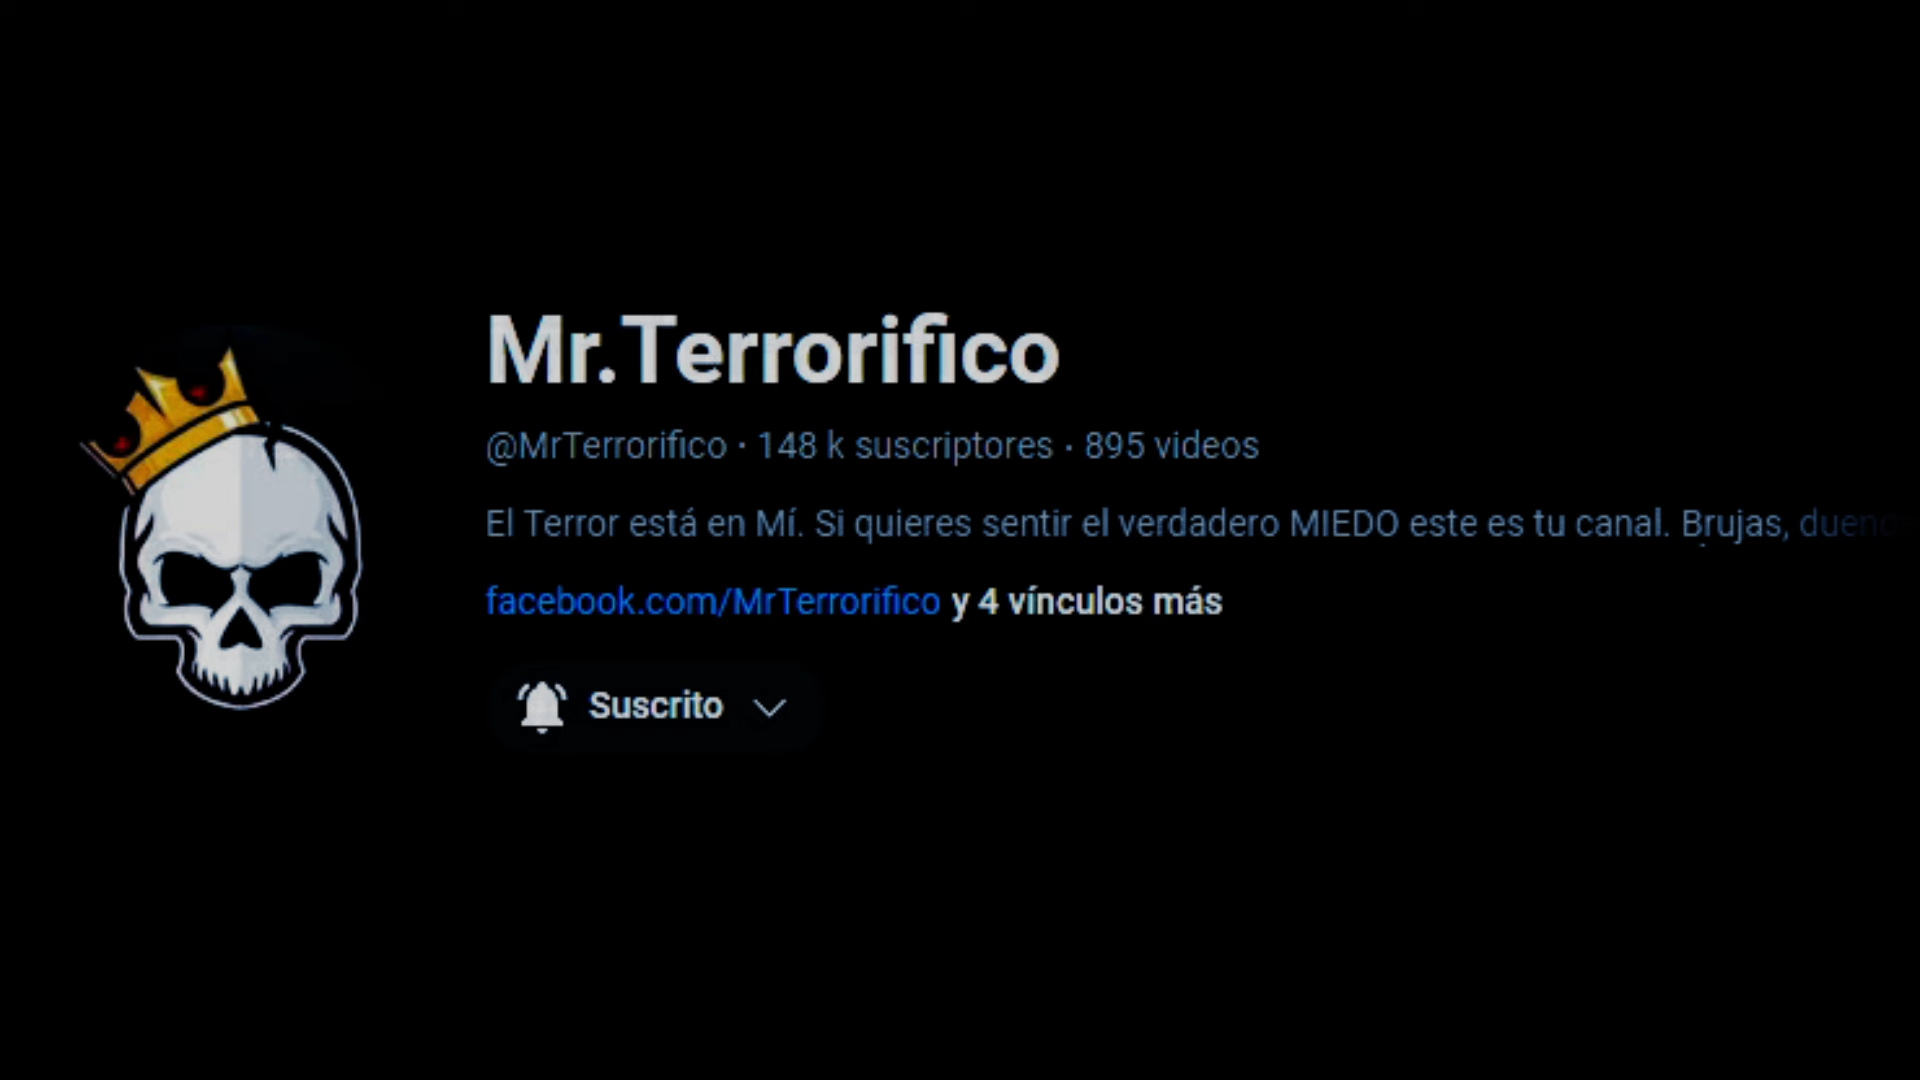 Mr.Terrorifico
@MrTerrorifico · 148 k suscriptores · 895 videos
El Terror está en Mí. Si quieres sentir el verdadero MIEDO este es tu canal. Brujas,
facebook.com/MrTerrorifico y 4 vínculos más
Suscrito